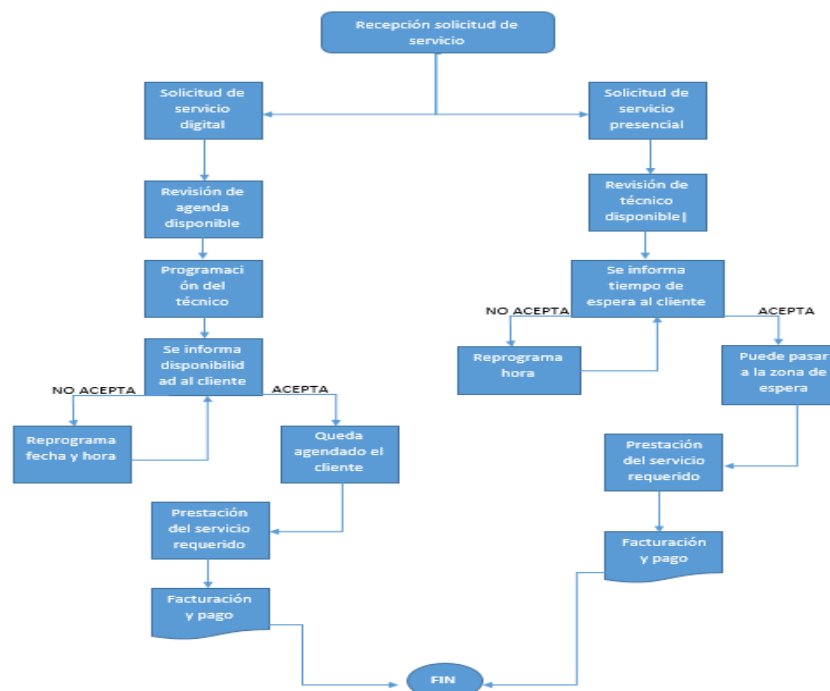 Recepción solicitud de
servicio
Solicitud de
servicio
digital
Solicitud de
servicio
presencial
Revisión de
agenda
disponible
Revisión de
técnico
disponible|
Programaci
ón del
técnico
Se informa
tiempo de
espera al cliente
NO ACEPTA
ACEPTA
Reprograma
hora
Puede pasar
a la zona de
espera
Se informa
disponibilid
ad al cliente
NO ACEPTA
ACEPTA
Reprograma
fecha y hora
Queda
agendado el
cliente
Prestación
del servicio
requerido
Prestación
del servicio
requerido
Facturación
y pago
Facturación
y pago
FIN